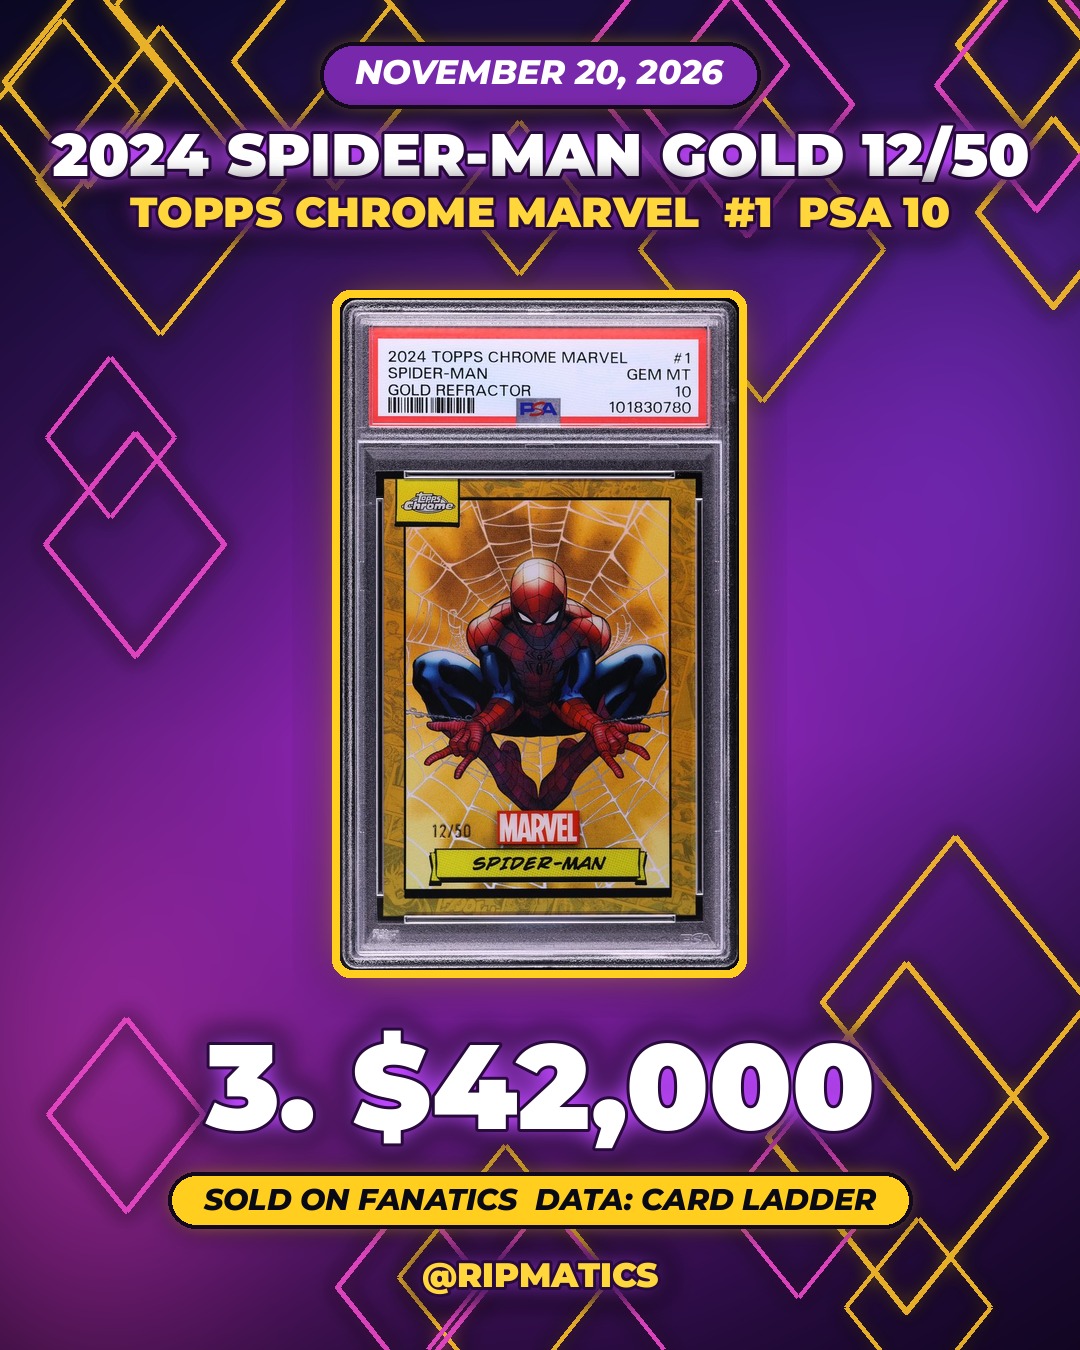 NOVEMBER 20, 2026
2024 SPIDER-MAN GOLD 12/50
TOPPS CHROME MARVEL #1 PSA 10
2024 TOPPS CHROME MARVEL #1
SPIDER-MAN GEM MT
GOLD REFRACTOR 10
PSA 101830780
Topps Chrome
12/50 MARVEL
SPIDER-MAN
PSA
3. $42,000
SOLD ON FANATICS DATA: CARD LADDER
@RIPMATICS